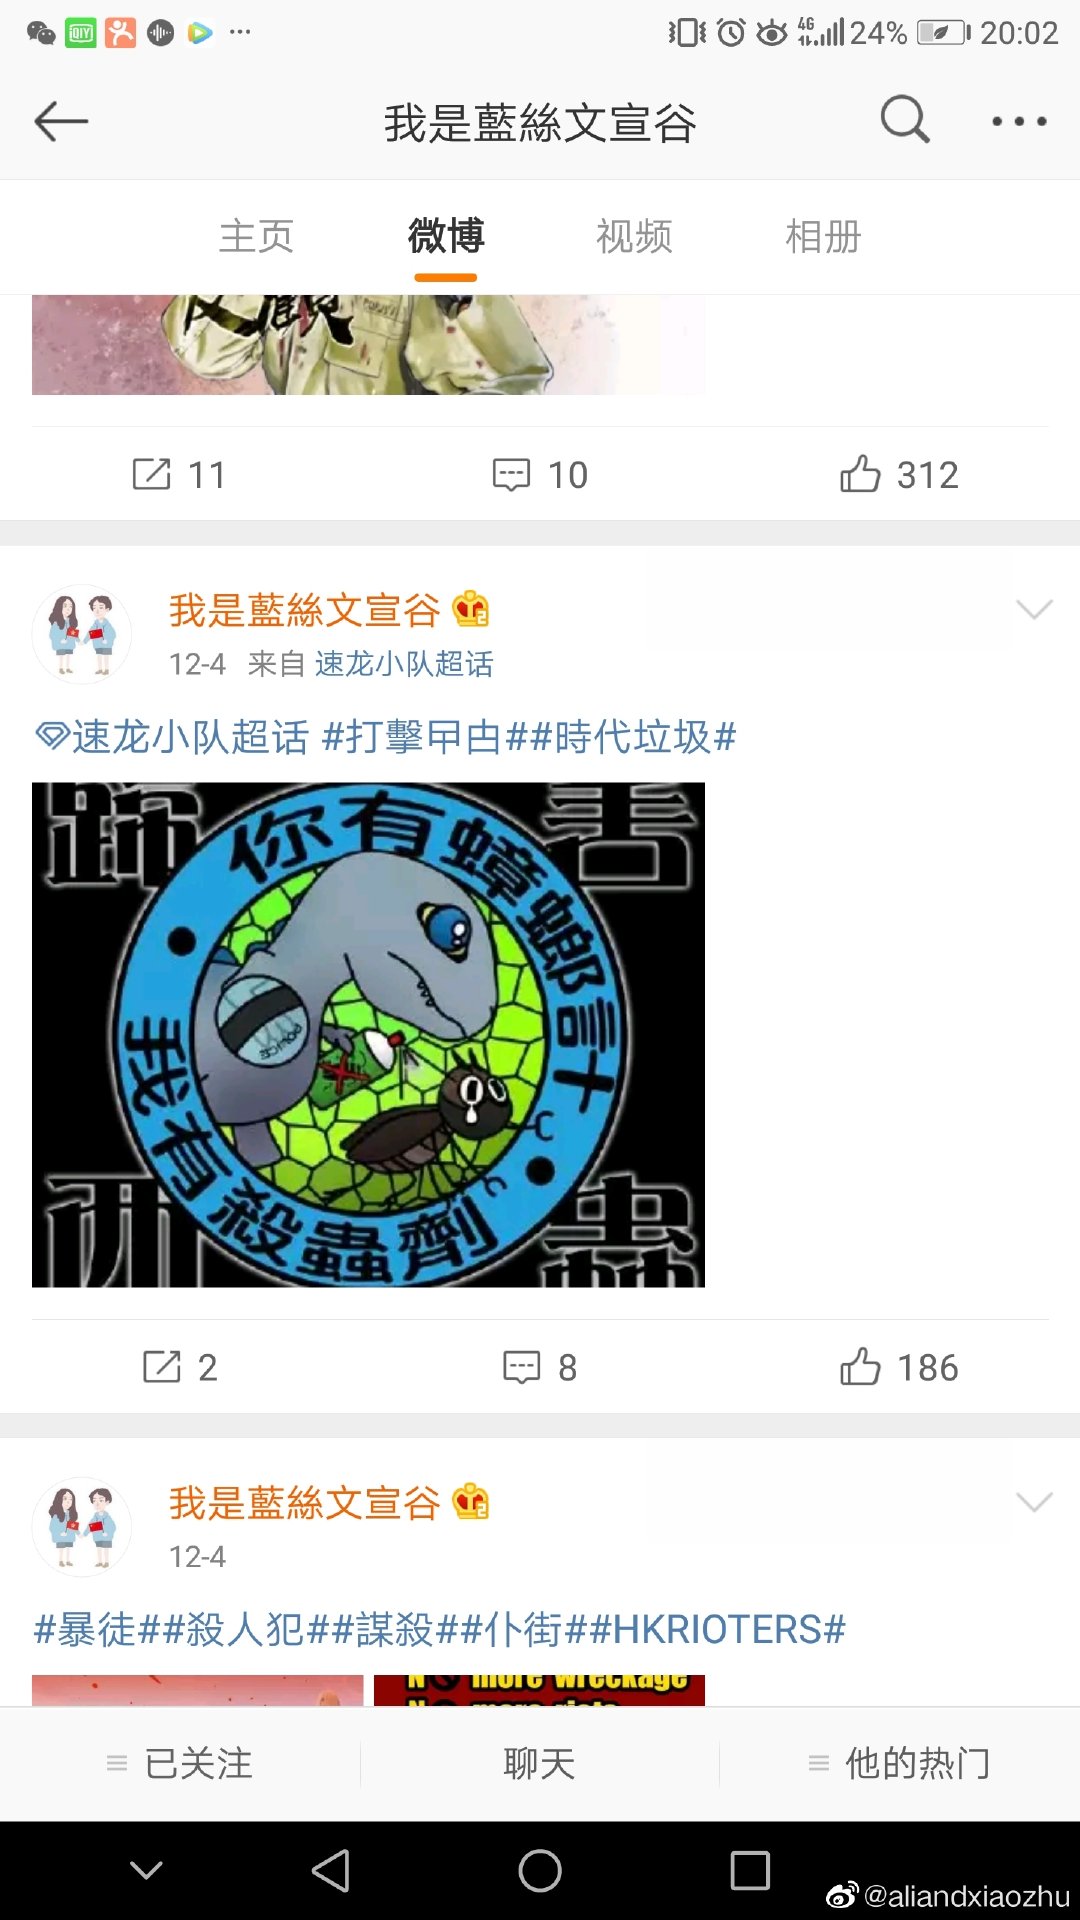 4G 24% 20:02
我是藍絲文宣谷
主页 微博 视频 相册
11 10 312
我是藍絲文宣谷
12-4 来自 速龙小队超话
速龙小队超话 #打擊曱甴##時代垃圾#
你有蟑螂計
我有殺蟲劑
POLICE
2 8 186
我是藍絲文宣谷
12-4
#暴徒##殺人犯##謀殺##仆街##HKRIOTERS#
No more wreckage
已关注 聊天 他的热门
@aliandxiaozhu